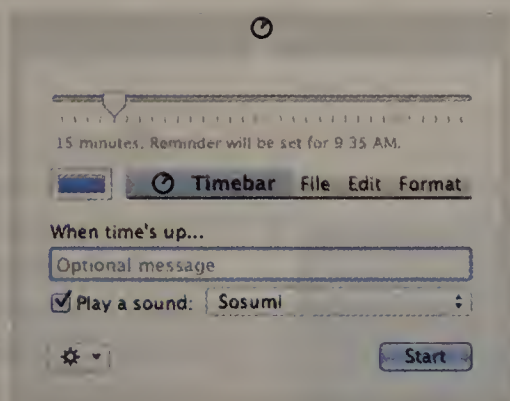 15 minutes. Reminder will be set for 9:35 AM.
Timebar File Edit Format
When time's up...
Optional message
Play a sound: Sosumi
Start